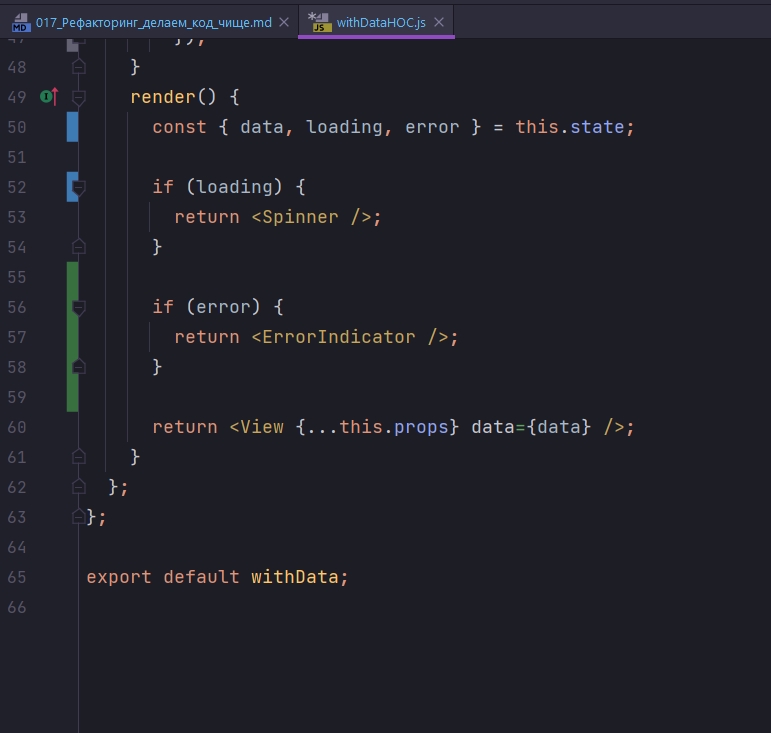 MD 017_Рефакторинг_делаем_код_чище.md
JS withDataHOC.js
47 });
48 }
49 render() {
50 const { data, loading, error } = this.state;
51
52 if (loading) {
53 return <Spinner />;
54 }
55
56 if (error) {
57 return <ErrorIndicator />;
58 }
59
60 return <View {...this.props} data={data} />;
61 }
62 };
63 };
64
65 export default withData;
66